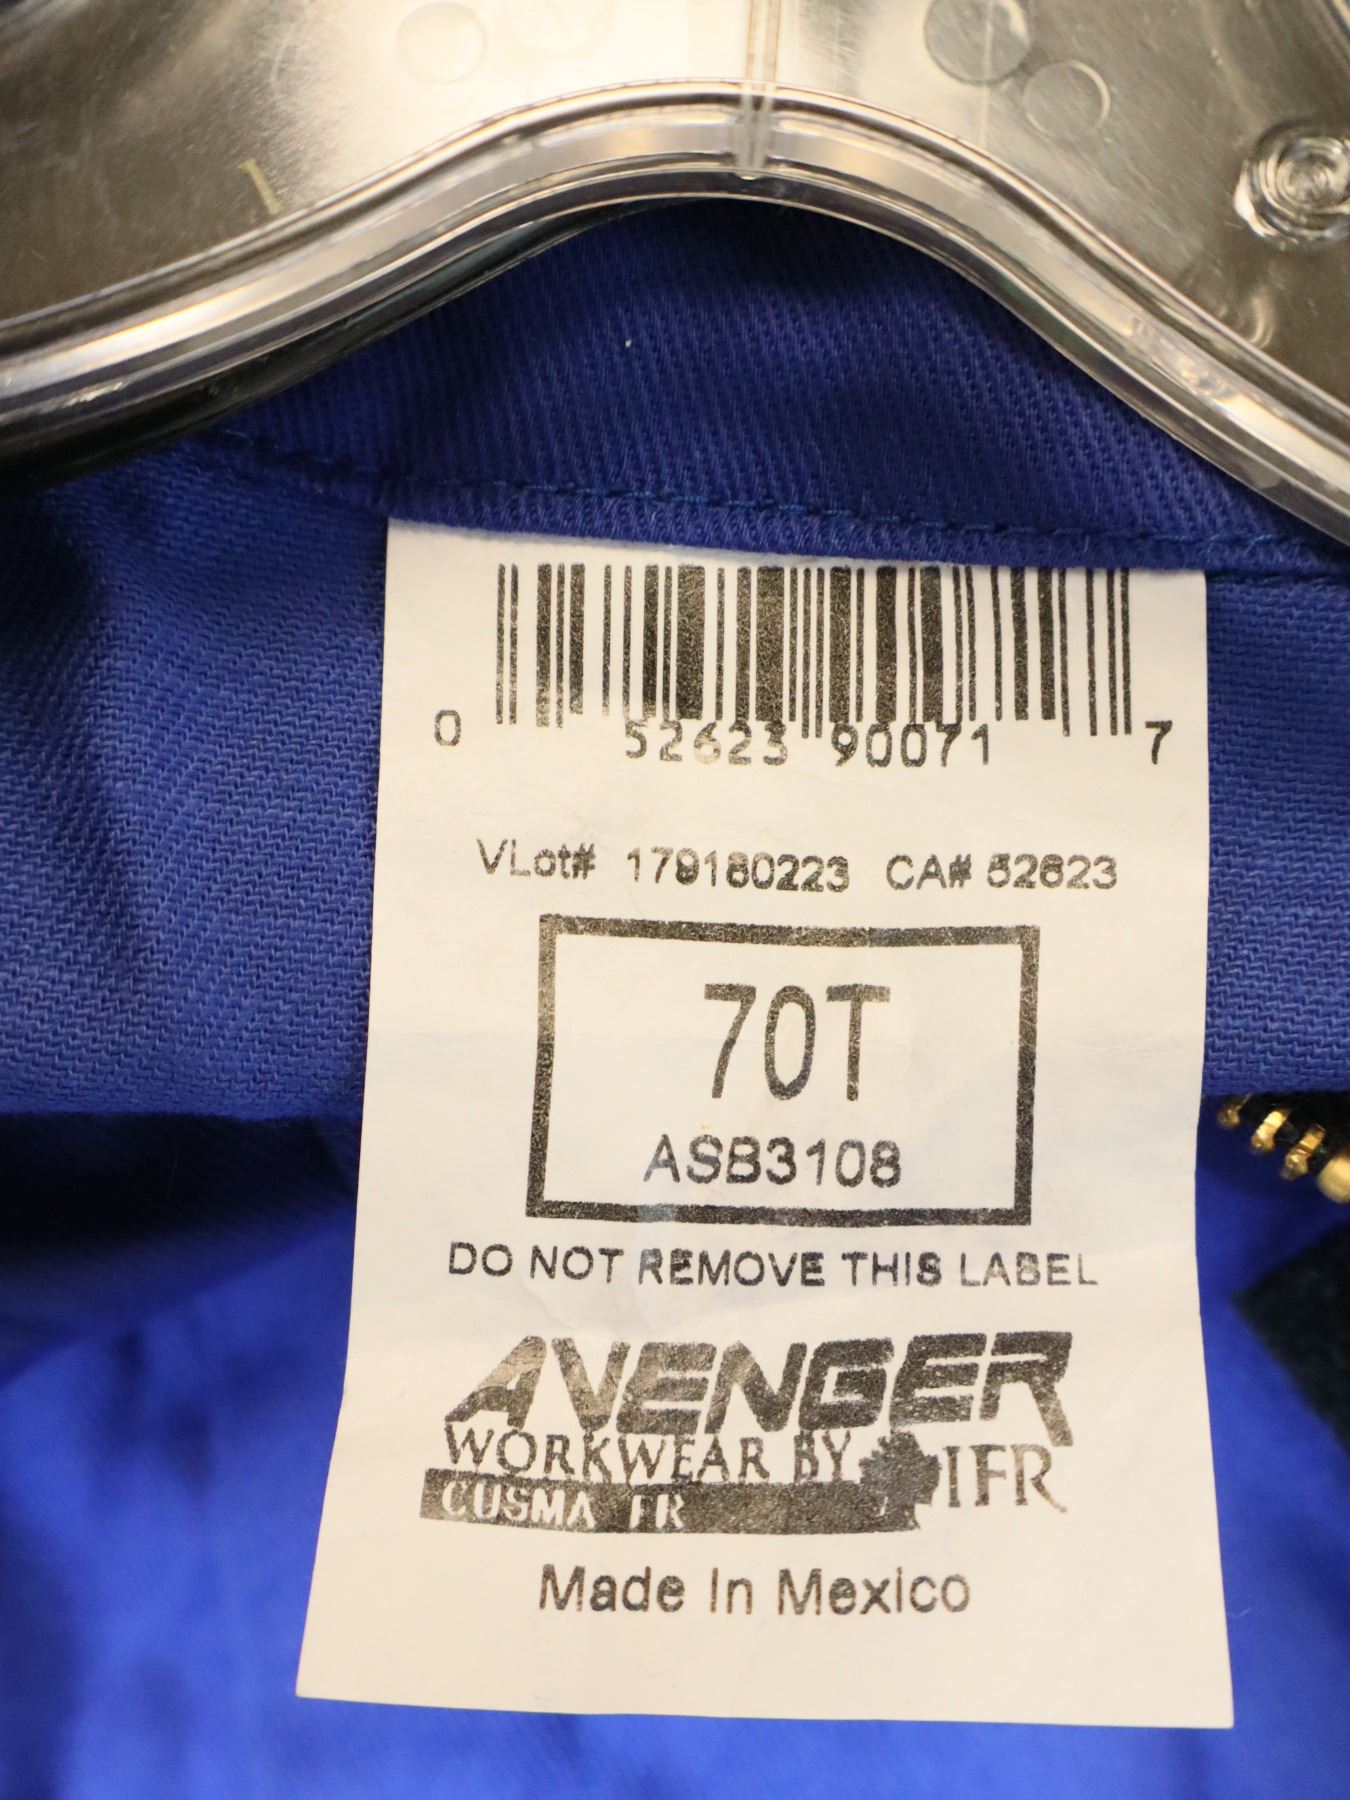 0 52623 90071 7
VLot# 179180223 CA# 52623
70T
ASB3108
DO NOT REMOVE THIS LABEL
AVENGER
WORKWEAR BY IFR
CUSMA FR
Made In Mexico